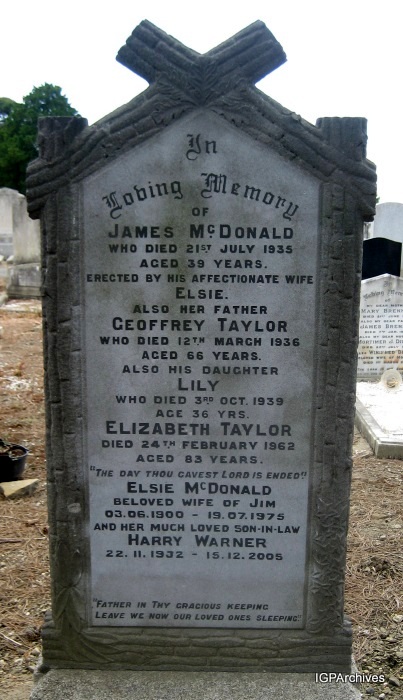 In
Loving Memory
OF
JAMES McDONALD
WHO DIED 21ST JULY 1935
AGED 39 YEARS.
ERECTED BY HIS AFFECTIONATE WIFE
ELSIE.
ALSO HER FATHER
GEOFFREY TAYLOR
WHO DIED 12TH MARCH 1936
AGED 66 YEARS.
ALSO HIS DAUGHTER
LILY
WHO DIED 3RD OCT. 1939
AGE 36 YRS.
ELIZABETH TAYLOR
DIED 24TH FEBRUARY 1962
AGED 83 YEARS.
"THE DAY THOU GAVEST LORD IS ENDED"
ELSIE McDONALD
BELOVED WIFE OF JIM
03.06.1900 - 19.07.1975
AND HER MUCH LOVED SON-IN-LAW
HARRY WARNER
22.11.1932 - 15.12.2005
"FATHER IN THY GRACIOUS KEEPING
LEAVE WE NOW OUR LOVED ONES SLEEPING"
In Loving Memory
MARY
JAMES
IGPArchives